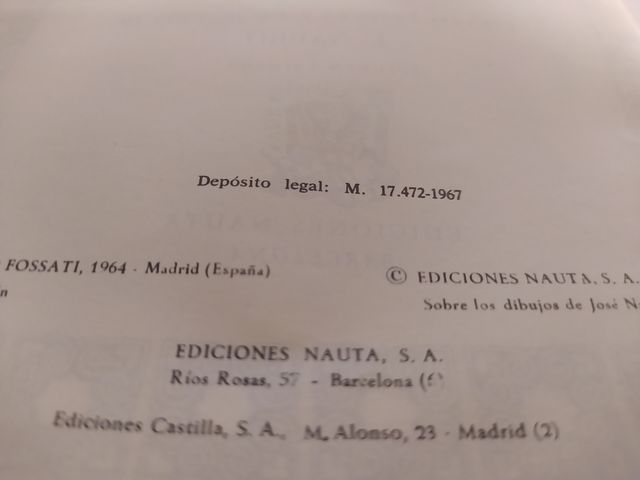 Depósito legal: M. 17.472-1967
FOSSATI, 1964 - Madrid (España)
© EDICIONES NAUTA, S. A.
Sobre los dibujos de José
EDICIONES NAUTA, S. A.
Ríos Rosas, 57 - Barcelona
Ediciones Castilla, S. A., M. Alonso, 23 - Madrid (2)